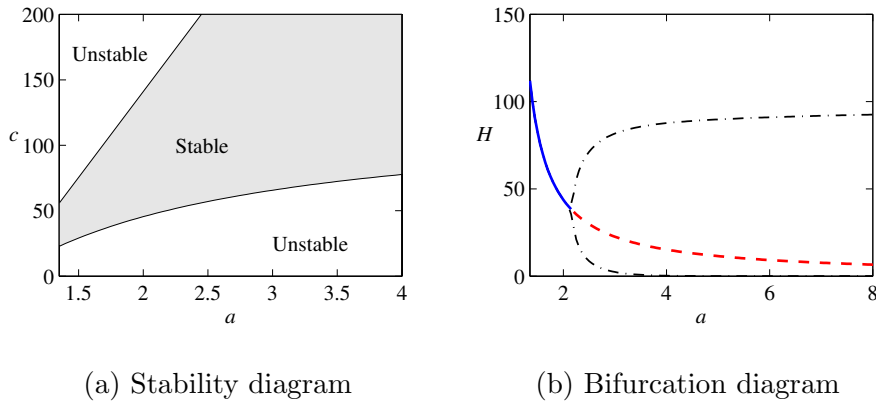 200
150
c
100
50
0
Unstable
Stable
Unstable
1.5
2
2.5
3
3.5
4
a
(a) Stability diagram
150
100
H
50
0
2
4
6
8
a
(b) Bifurcation diagram